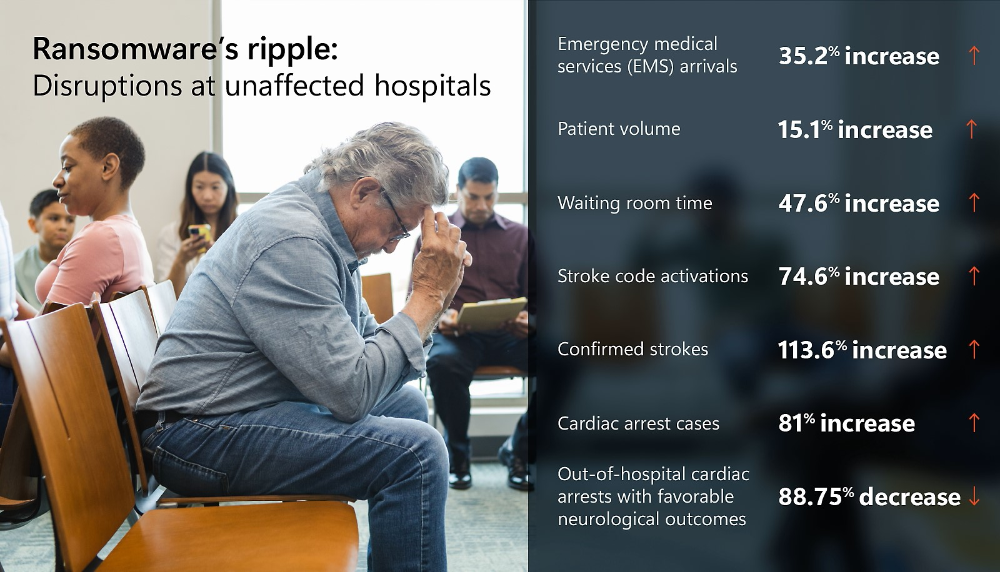 Ransomware’s ripple:
Disruptions at unaffected hospitals
Emergency medical
services (EMS) arrivals
35.2% increase ↑
Patient volume
15.1% increase ↑
Waiting room time
47.6% increase ↑
Stroke code activations
74.6% increase ↑
Confirmed strokes
113.6% increase ↑
Cardiac arrest cases
81% increase ↑
Out-of-hospital cardiac
arrests with favorable
neurological outcomes
88.75% decrease ↓